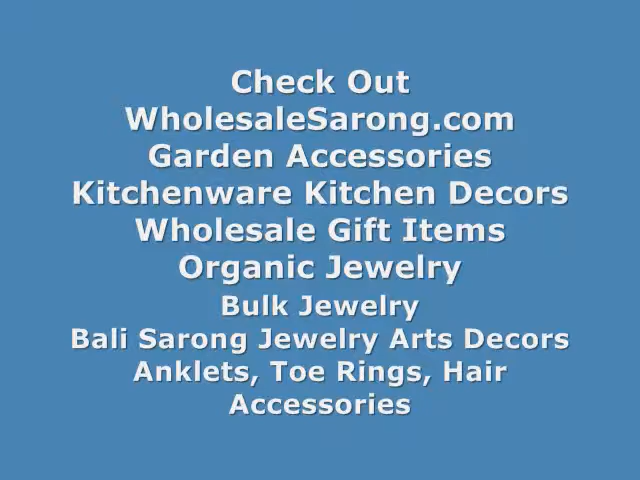 Check Out
WholesaleSarong.com
Garden Accessories
Kitchenware Kitchen Decors
Wholesale Gift Items
Organic Jewelry
Bulk Jewelry
Bali Sarong Jewelry Arts Decors
Anklets, Toe Rings, Hair
Accessories